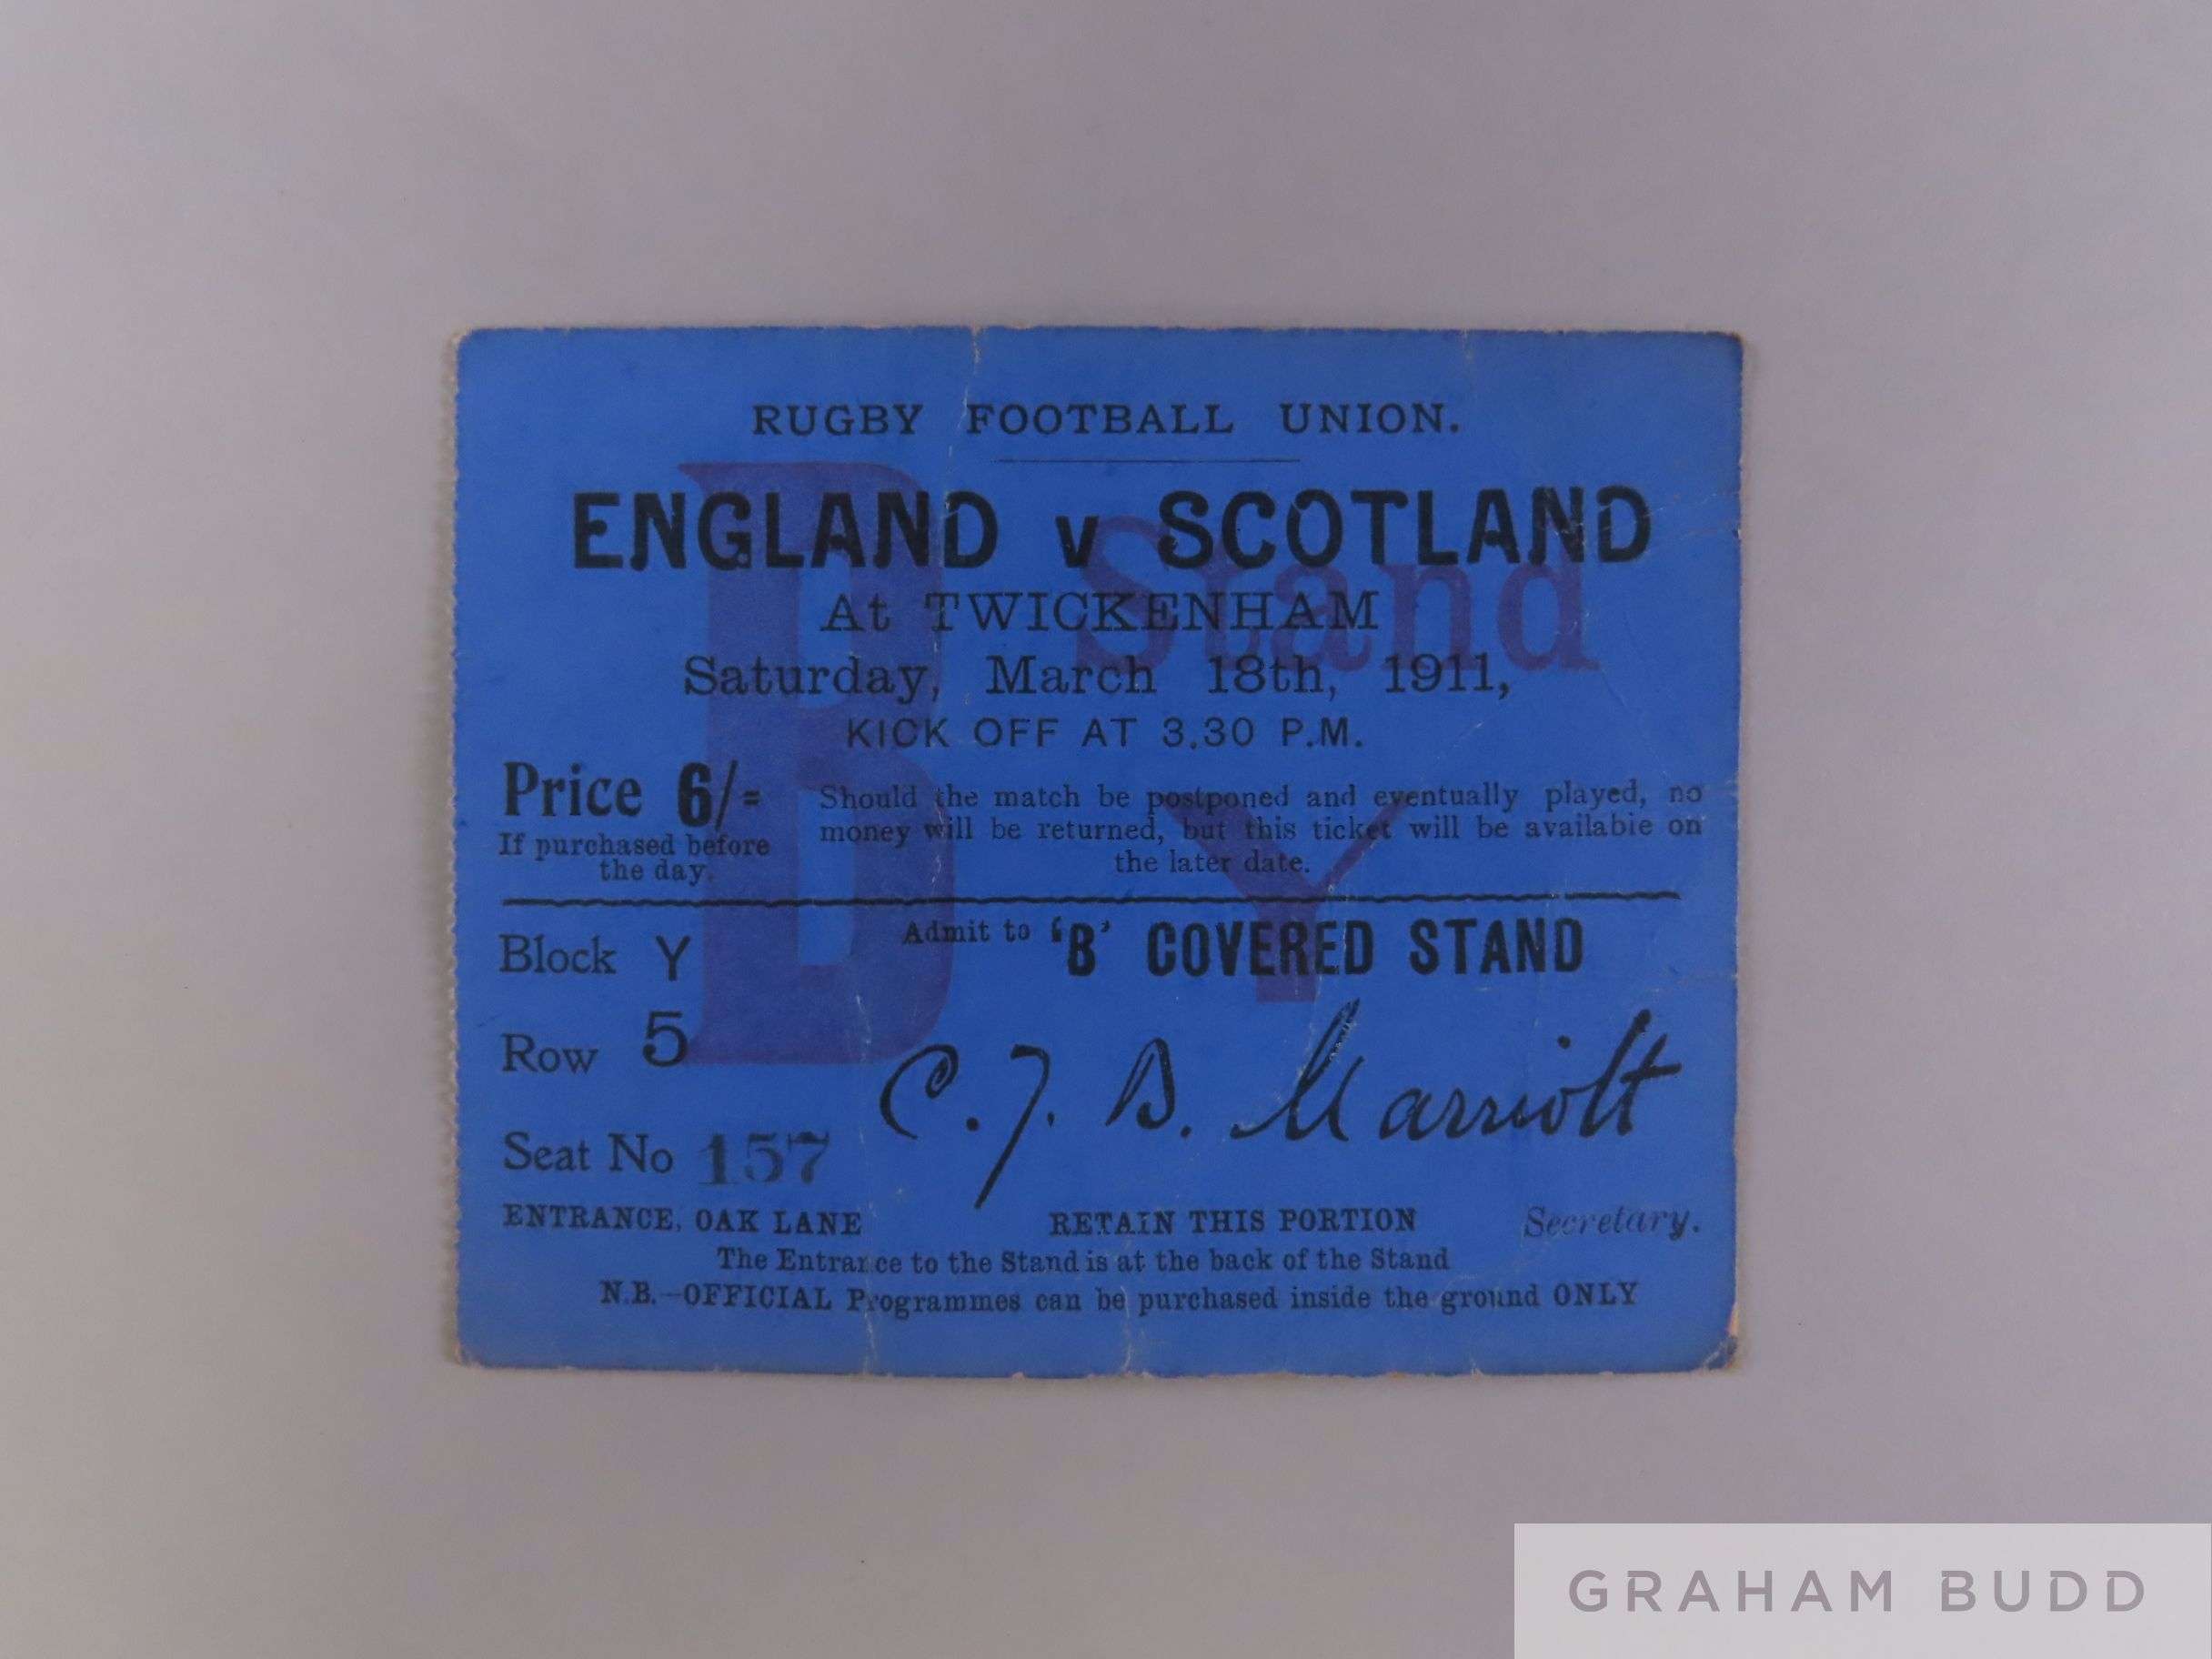 RUGBY FOOTBALL UNION.
ENGLAND v SCOTLAND
B Stand
At TWICKENHAM
Saturday, March 18th, 1911,
KICK OFF AT 3.30 P.M.
Price 6/=
If purchased before
the day.
Should the match be postponed and eventually played, no
money will be returned, but this ticket will be available on
the later date.
Y
Block Y
Admit to 'B' COVERED STAND
Row 5
C. J. B. Marriott
Seat No 157
ENTRANCE, OAK LANE
RETAIN THIS PORTION
Secretary.
The Entrance to the Stand is at the back of the Stand
N.B.—OFFICIAL Programmes can be purchased inside the ground ONLY
GRAHAM BUDD